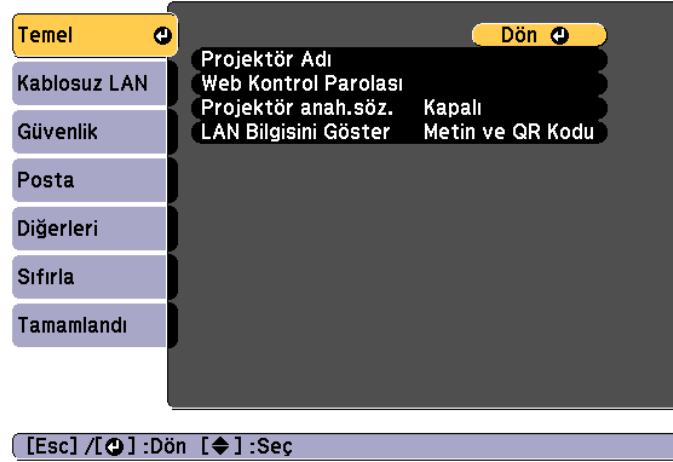 Temel
Kablosuz LAN
Güvenlik
Posta
Diğerleri
Sıfırla
Tamamlandı
Dön
Projektör Adı
Web Kontrol Parolası
Projektör anah.söz. Kapalı
LAN Bilgisini Göster Metin ve QR Kodu
[Esc] /[ ] :Dön [ ] :Seç